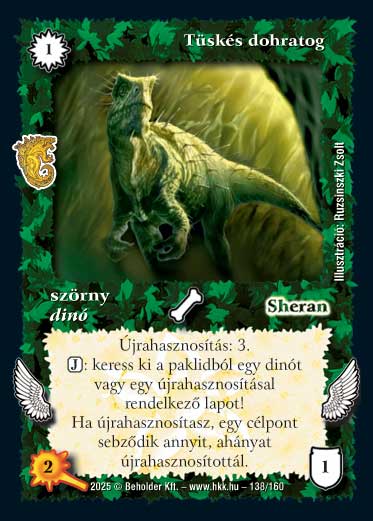 1
Tüskés dohratog
Illusztráció: Ruzsinszki Zsolt
szörny
dinó
Sheran
Újrahasznosítás: 3.
J: keress ki a paklidból egy dinót
vagy egy újrahasznosítással
rendelkező lapot!
Ha újrahasznosítasz, egy célpont
sebződik annyit, ahányat
újrahasznosítottál.
2
1
2025 © Beholder Kft. – www.hkk.hu – 138/160